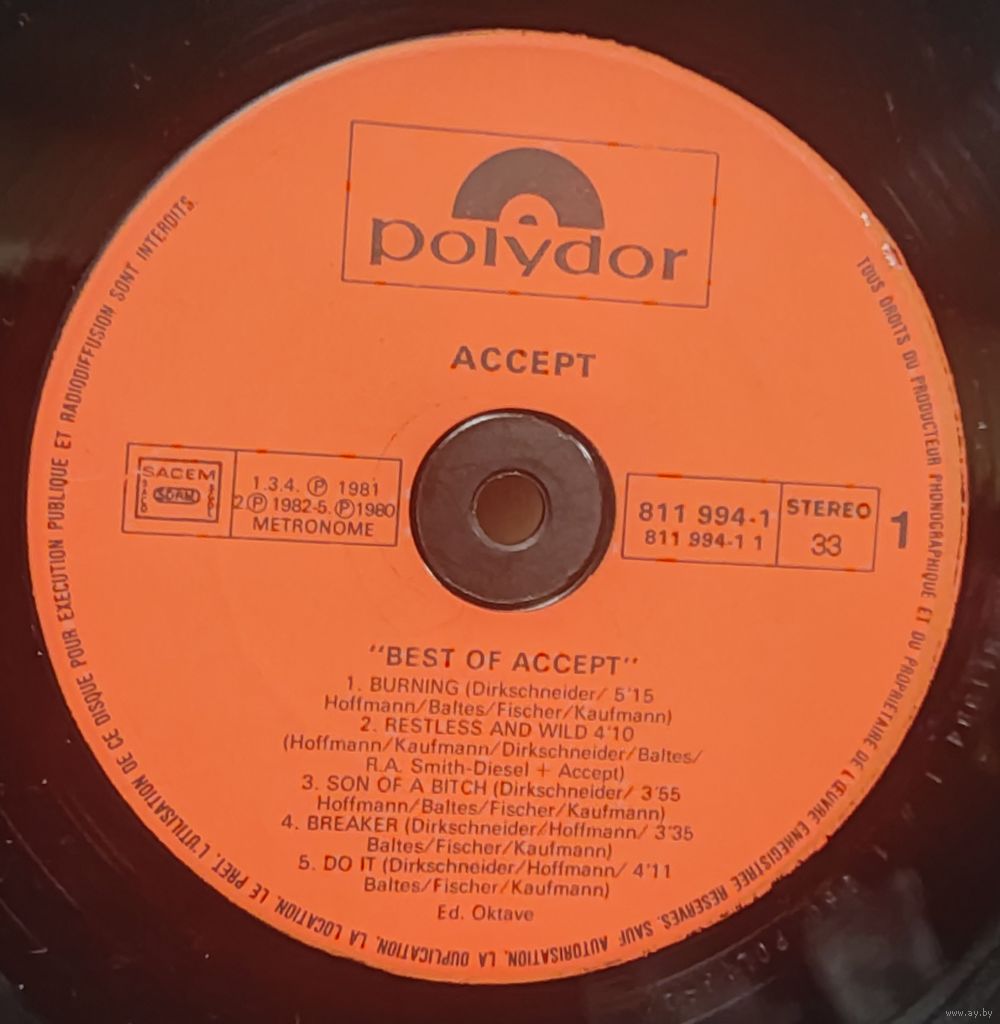 polydor
ACCEPT
SACEM
SDRM
1.3.4. Ⓟ 1981
2Ⓟ 1982-5. Ⓟ1980
METRONOME
811 994-1
811 994-1 1
STEREO
33
1
"BEST OF ACCEPT"
1. BURNING (Dirkschneider/ 5'15
Hoffmann/Baltes/Fischer/Kaufmann)
2. RESTLESS AND WILD 4'10
(Hoffmann/Kaufmann/Dirkschneider/Baltes/
R.A. Smith-Diesel + Accept)
3. SON OF A BITCH (Dirkschneider/ 3'55
Hoffmann/Baltes/Fischer/Kaufmann)
4. BREAKER (Dirkschneider/Hoffmann/ 3'35
Baltes/Fischer/Kaufmann)
5. DO IT (Dirkschneider/Hoffmann/ 4'11
Baltes/Fischer/Kaufmann)
Ed. Oktave
TOUS DROITS DU PRODUCTEUR PHONOGRAPHIQUE ET DU PROPRIETAIRE DE L'ŒUVRE ENREGISTREE RESERVES. SAUF AUTORISATION, LA DUPLICATION, LA LOCATION, LE PRET, L'UTILISATION DE CE DISQUE POUR EXECUTION PUBLIQUE ET RADIODIFFUSION SONT INTERDITS.
www.ay.by